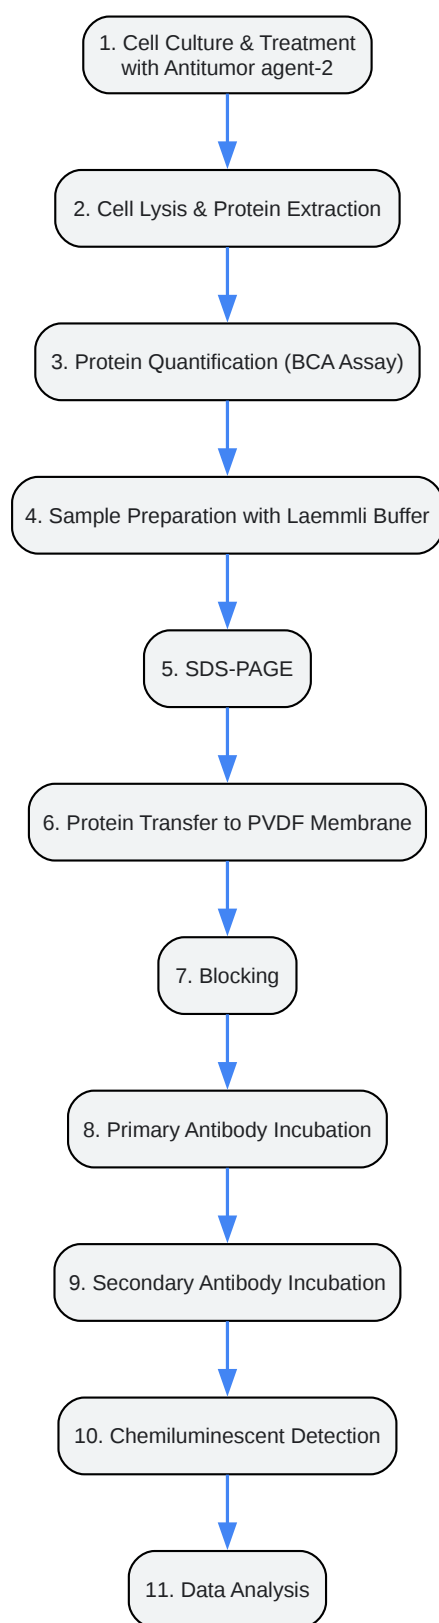 1. Cell Culture & Treatment
with Antitumor agent-2
2. Cell Lysis & Protein Extraction
3. Protein Quantification (BCA Assay)
4. Sample Preparation with Laemmli Buffer
5. SDS-PAGE
6. Protein Transfer to PVDF Membrane
7. Blocking
8. Primary Antibody Incubation
9. Secondary Antibody Incubation
10. Chemiluminescent Detection
11. Data Analysis